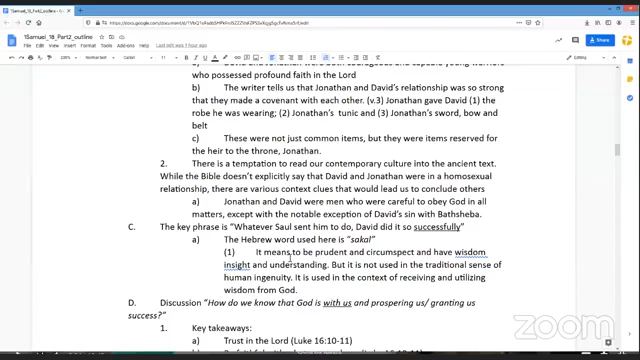 1Samuel_18_Part2_outline
https://docs.google.com/document/d/
1Samuel_18_Part2_outline
File Edit View Insert Format Tools Add-ons Help
Share
100% Normal text 11
who possessed profound faith in the Lord
b) The writer tells us that Jonathan and David's relationship was so strong
that they made a covenant with each other. (v.3) Jonathan gave David (1) the
robe he was wearing; (2) Jonathan's tunic and (3) Jonathan's sword, bow and
belt
c) These were not just common items, but they were items reserved for
the heir to the throne, Jonathan.
2. There is a temptation to read our contemporary culture into the ancient text.
While the Bible doesn't explicitly say that David and Jonathan were in a homosexual
relationship, there are various context clues that would lead us to conclude others
a) Jonathan and David were men who were careful to obey God in all
matters, except with the notable exception of David's sin with Bathsheba.
C. The key phrase is "Whatever Saul sent him to do, David did it so successfully"
a) The Hebrew word used here is "sakal"
(1) It means to be prudent and circumspect and have wisdom
insight and understanding. But it is not used in the traditional sense of
human ingenuity. It is used in the context of receiving and utilizing
wisdom from God.
D. Discussion "How do we know that God is with us and prospering us/ granting us
success?"
1. Key takeaways:
a) Trust in the Lord (Luke 16:10-11)
zoom